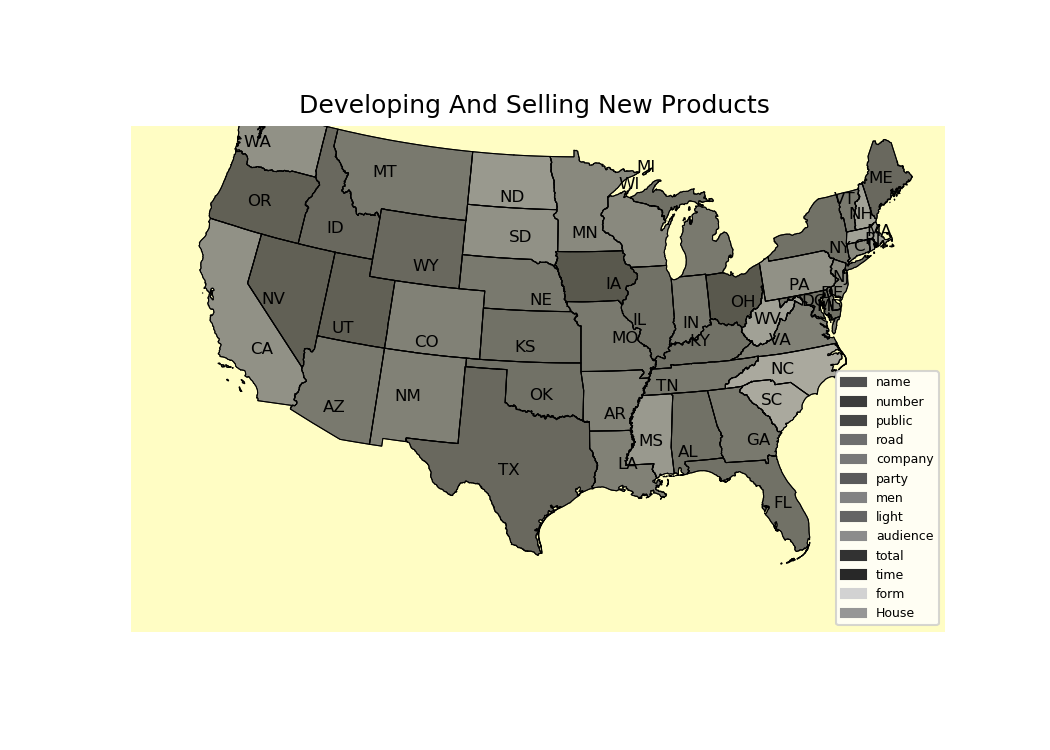 Developing And Selling New Products
WA
MT
ND
MN
MI
WI
ME
OR
ID
SD
VT
NH
MA
RI
NY
CT
WY
NV
UT
NE
IA
PA
NJ
OH
DE
DC
MD
CA
CO
KS
MO
IL
IN
KY
WV
VA
AZ
NM
OK
AR
TN
NC
SC
TX
LA
MS
AL
GA
FL
name
number
public
road
company
party
men
light
audience
total
time
form
House